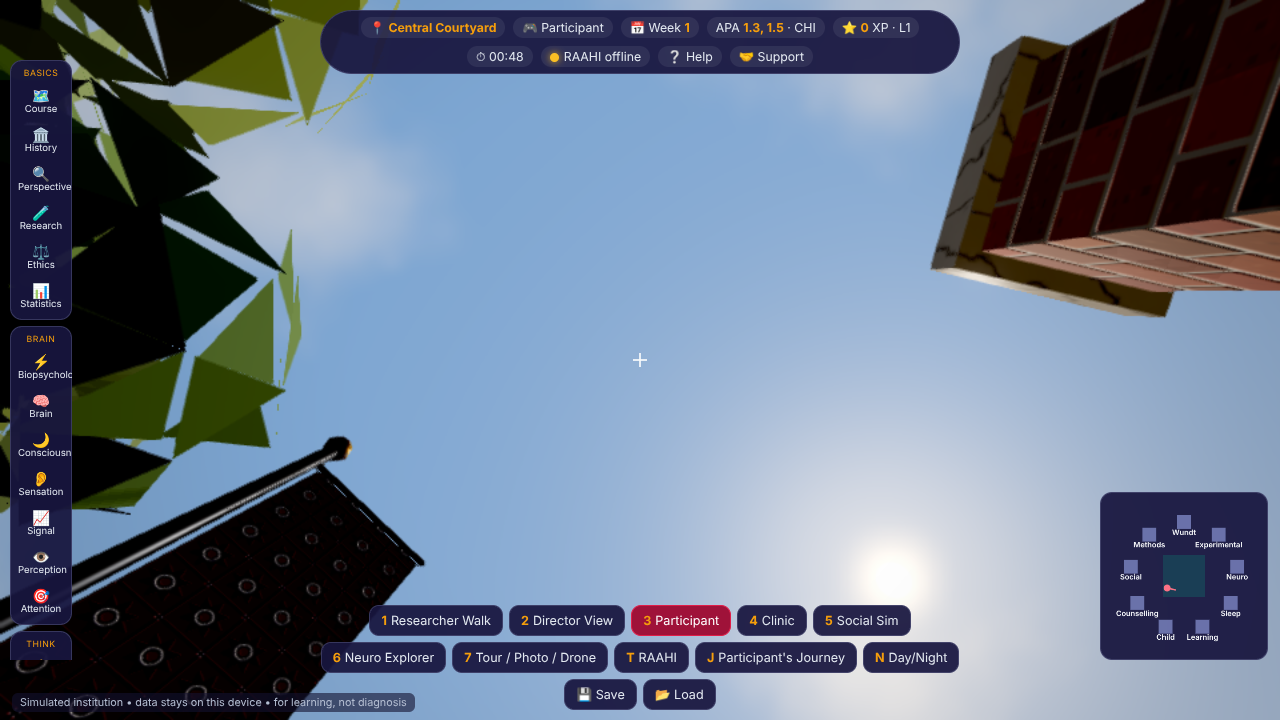 📍 Central Courtyard 🎮 Participant 📅 Week 1 APA 1.3, 1.5 · CHI ⭐ 0 XP · L1
⏱ 00:48 RAAHI offline ❔ Help 🤝 Support
BASICS
Course
History
Perspective
Research
Ethics
Statistics
BRAIN
Biopsycholo
Brain
Consciousn
Sensation
Signal
Perception
Attention
THINK
Wundt
Methods Experimental
Social Neuro
Counselling Sleep
Child Learning
1 Researcher Walk 2 Director View 3 Participant 4 Clinic 5 Social Sim
6 Neuro Explorer 7 Tour / Photo / Drone T RAAHI J Participant's Journey N Day/Night
💾 Save 📂 Load
Simulated institution • data stays on this device • for learning, not diagnosis